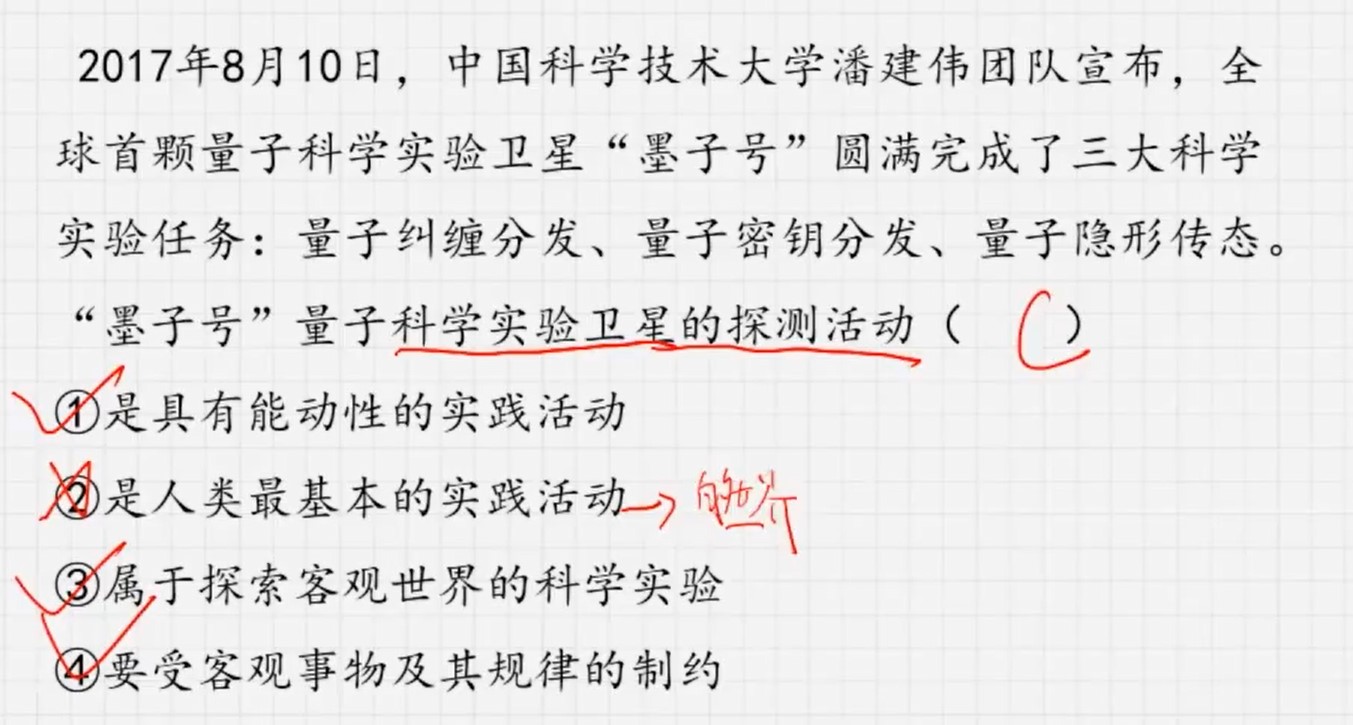 2017年8月10日，中国科学技术大学潘建伟团队宣布，全
球首颗量子科学实验卫星“墨子号”圆满完成了三大科学
实验任务：量子纠缠分发、量子密钥分发、量子隐形传态。
“墨子号”量子科学实验卫星的探测活动（ C ）
①是具有能动性的实践活动
②是人类最基本的实践活动→
③属于探索客观世界的科学实验
④要受客观事物及其规律的制约